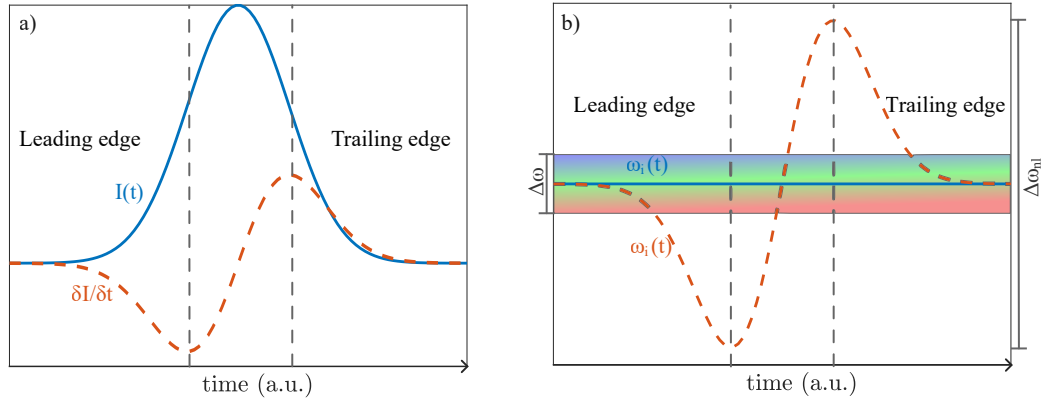 a)
Leading edge
Trailing edge
I(t)
δI/δt
time (a.u.)
b)
Leading edge
Trailing edge
ωᵢ(t)
Δω
Δωₙₗ
ωᵢ(t)
time (a.u.)